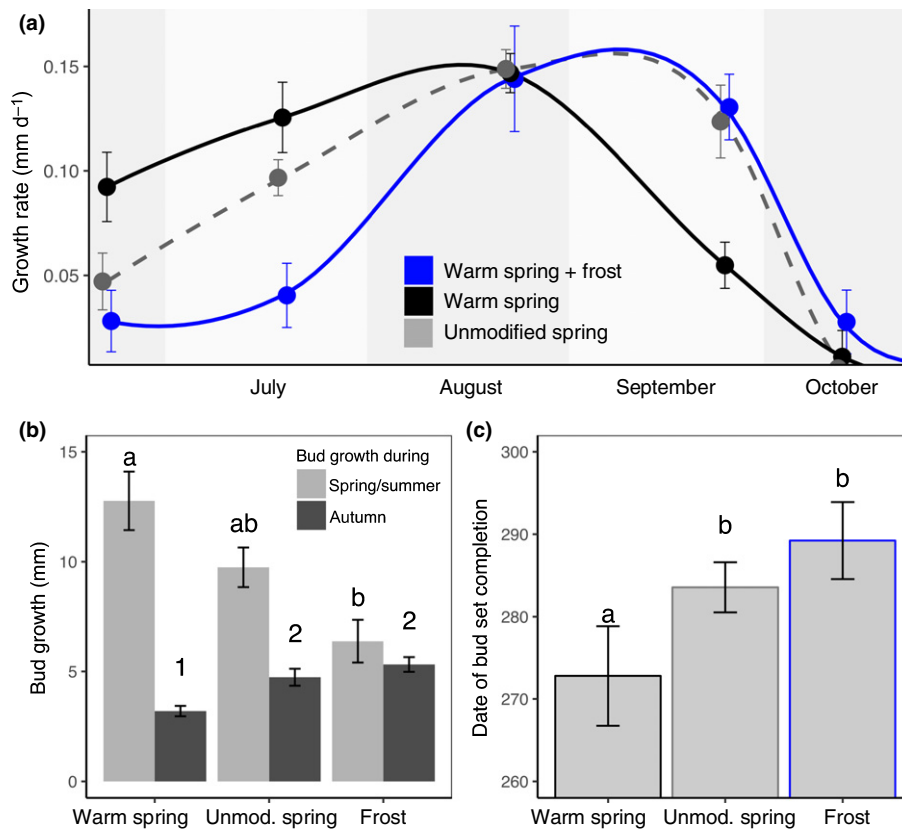 (a)
Growth rate (mm d⁻¹)
0.15
0.10
0.05
Warm spring + frost
Warm spring
Unmodified spring
July August September October
(b)
Bud growth (mm)
15
10
5
0
Bud growth during
Spring/summer
Autumn
a
1
ab
2
b
2
Warm spring Unmod. spring Frost
(c)
Date of bud set completion
300
290
280
270
260
a
b
b
Warm spring Unmod. spring Frost